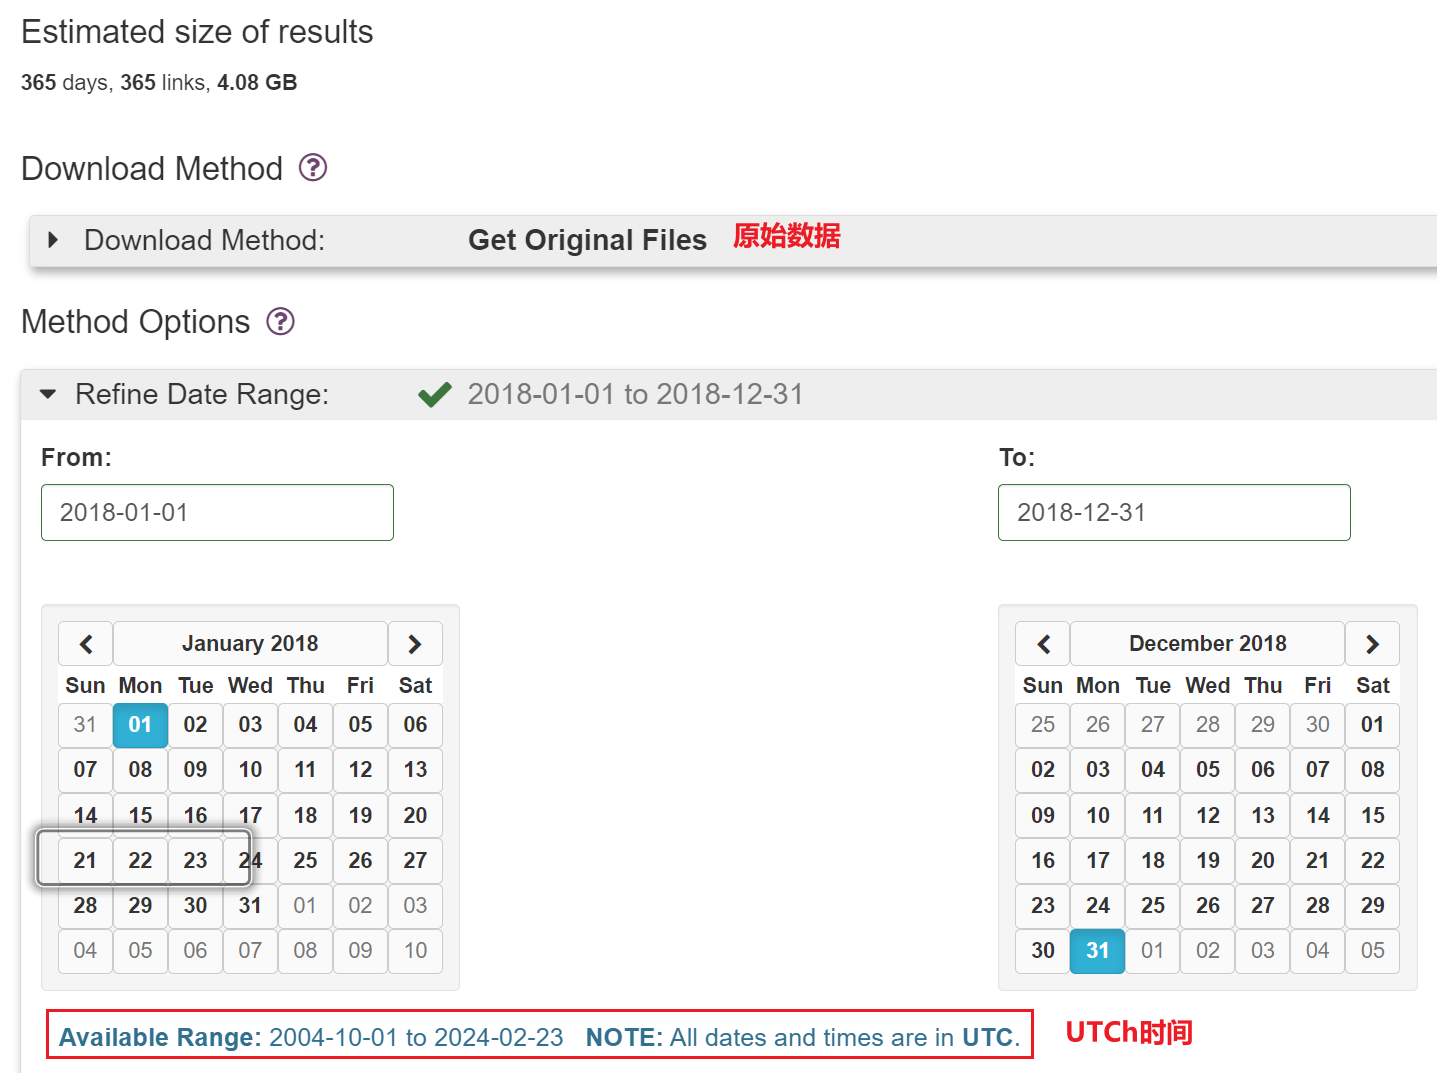 Estimated size of results
365 days, 365 links, 4.08 GB
Download Method ?
Download Method: Get Original Files 原始数据
Method Options ?
Refine Date Range: 2018-01-01 to 2018-12-31
From: To:
2018-01-01 2018-12-31
January 2018 December 2018
Sun Mon Tue Wed Thu Fri Sat Sun Mon Tue Wed Thu Fri Sat
31 01 02 03 04 05 06 25 26 27 28 29 30 01
07 08 09 10 11 12 13 02 03 04 05 06 07 08
14 15 16 17 18 19 20 09 10 11 12 13 14 15
21 22 23 24 25 26 27 16 17 18 19 20 21 22
28 29 30 31 01 02 03 23 24 25 26 27 28 29
04 05 06 07 08 09 10 30 31 01 02 03 04 05
Available Range: 2004-10-01 to 2024-02-23 NOTE: All dates and times are in UTC. UTCh时间